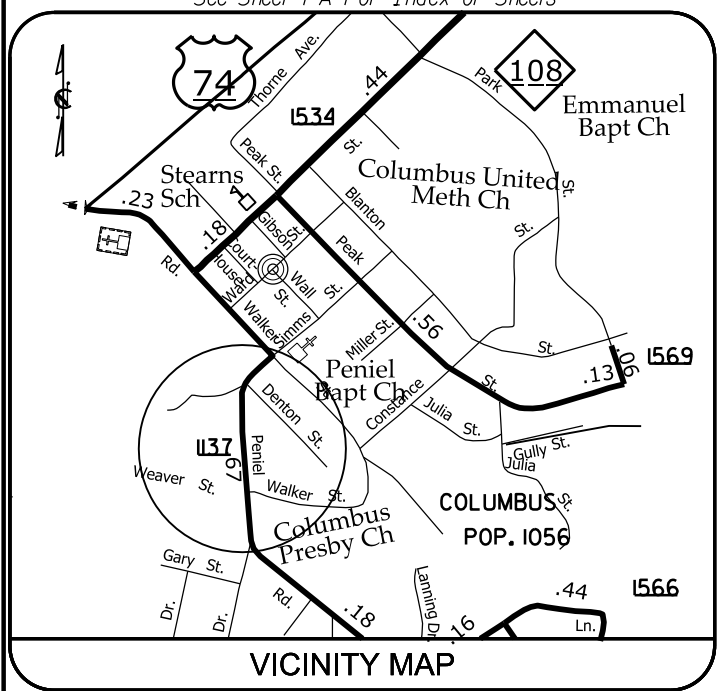 See Sheet 1-A For Index of Sheets
74
108
Thorne Ave.
.44
Park
St.
1534
Emmanuel
Bapt Ch
Peak St.
St.
Columbus United
Meth Ch
Stearns
Sch
.23
.18
Rd.
Gibson St.
Blanton
St.
Court-
House
Ward
St.
Wall
St.
Peak
Walker
Simms
Miller St.
.56
St.
.06
1569
.13
Peniel
Bapt Ch
St.
Constance
Julia St.
Denton St.
Gully St.
Julia
St.
1137
.67
Peniel
Weaver St.
Walker St.
COLUMBUS
POP. 1056
Columbus
Presby Ch
Gary St.
Dr.
Dr.
Rd.
.18
Lanning Dr.
.16
.44
1566
Ln.
VICINITY MAP